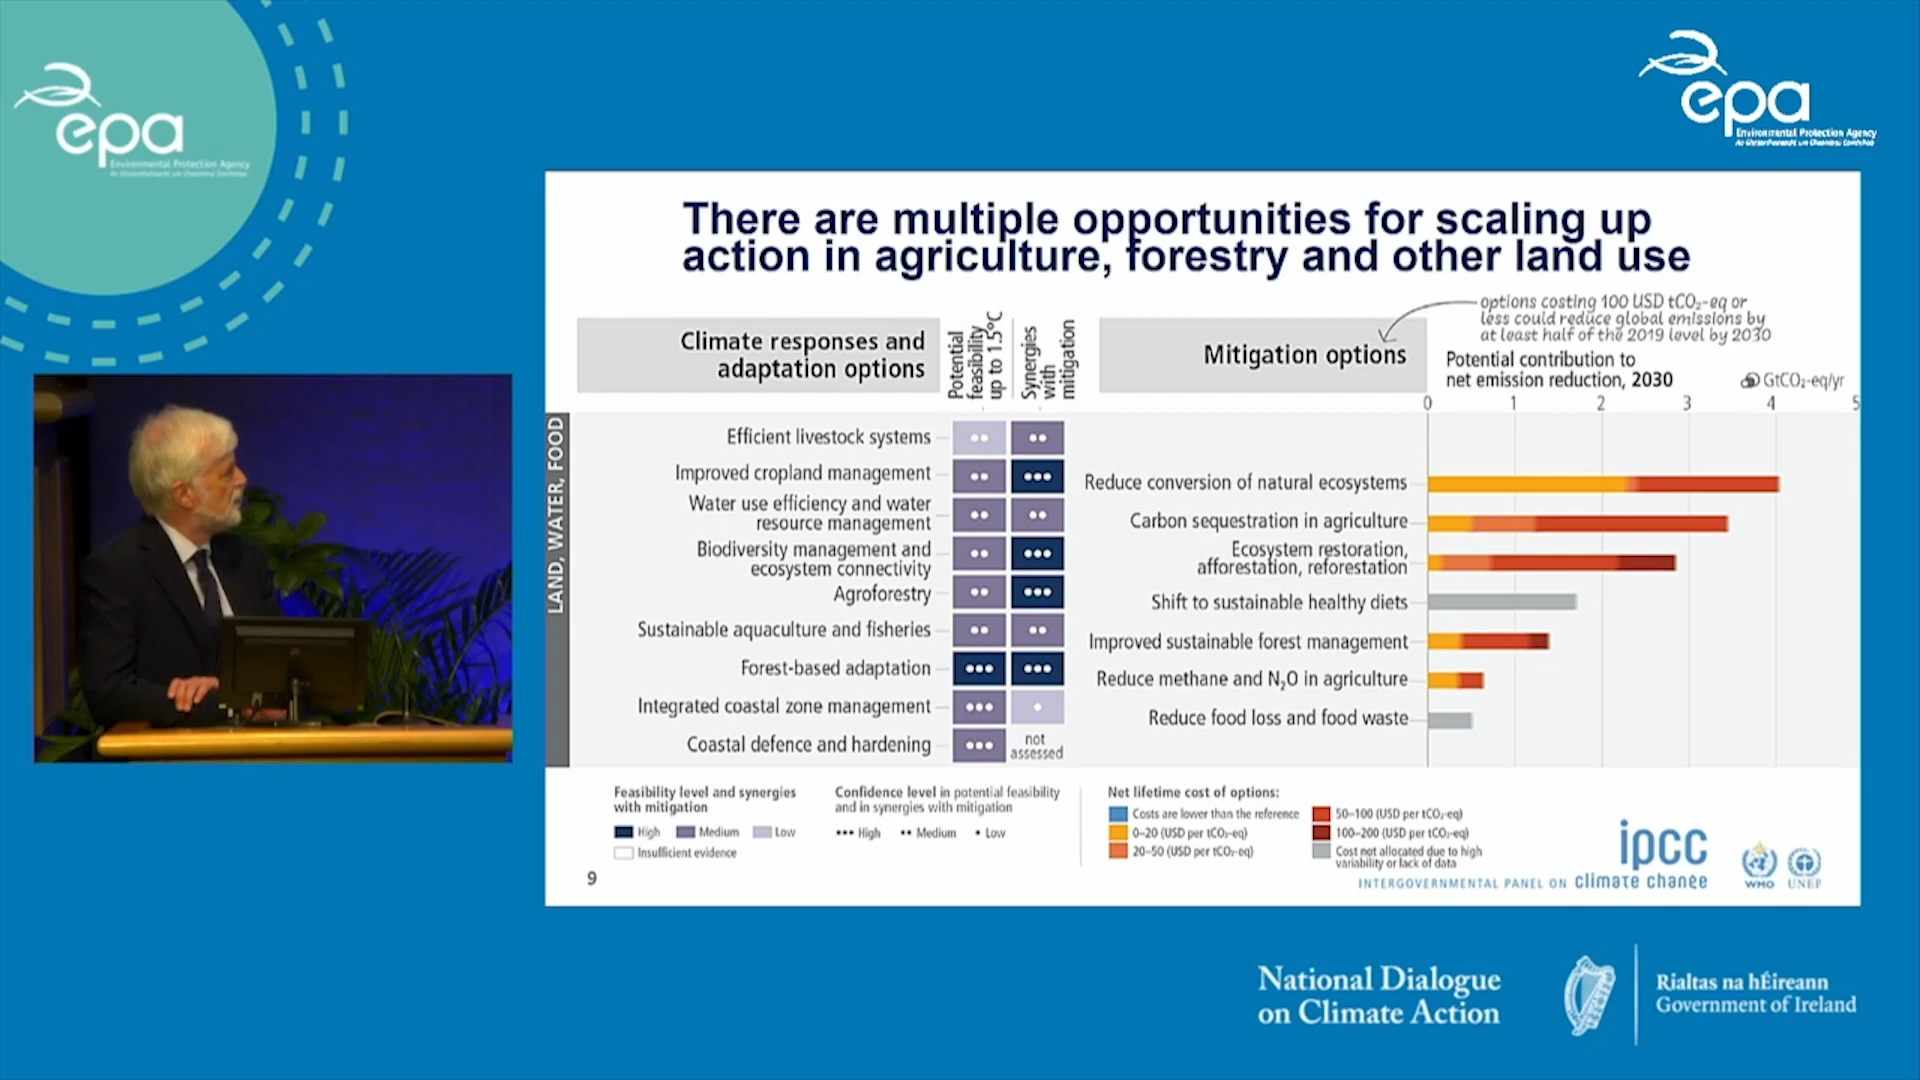 epa
Environmental Protection Agency
epa
Environmental Protection Agency
There are multiple opportunities for scaling up
action in agriculture, forestry and other land use
Climate responses and
adaptation options
Potential
feasibility
up to 1.5°C
Synergies
with
mitigation
Mitigation options
options costing 100 USD tCO₂-eq or
less could reduce global emissions by
at least half of the 2019 level by 2030
Potential contribution to
net emission reduction, 2030
GtCO₂-eq/yr
0 1 2 3 4 5
LAND, WATER, FOOD
Efficient livestock systems
Improved cropland management
Water use efficiency and water
resource management
Biodiversity management and
ecosystem connectivity
Agroforestry
Sustainable aquaculture and fisheries
Forest-based adaptation
Integrated coastal zone management
Coastal defence and hardening
not
assessed
Reduce conversion of natural ecosystems
Carbon sequestration in agriculture
Ecosystem restoration,
afforestation, reforestation
Shift to sustainable healthy diets
Improved sustainable forest management
Reduce methane and N₂O in agriculture
Reduce food loss and food waste
Feasibility level and synergies
with mitigation
High Medium Low
Insufficient evidence
Confidence level in potential feasibility
and in synergies with mitigation
••• High •• Medium • Low
Net lifetime cost of options:
Costs are lower than the reference
0–20 (USD per tCO₂-eq)
20–50 (USD per tCO₂-eq)
50–100 (USD per tCO₂-eq)
100–200 (USD per tCO₂-eq)
Cost not allocated due to high
variability or lack of data
9
ipcc
INTERGOVERNMENTAL PANEL ON climate change
WMO
UNEP
National Dialogue
on Climate Action
Rialtas na hÉireann
Government of Ireland